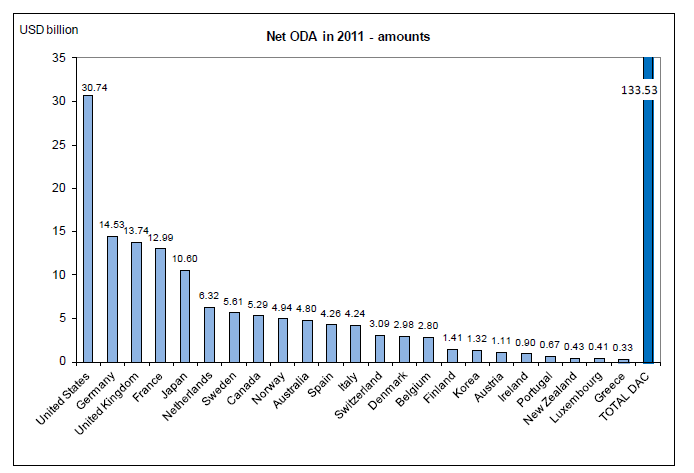 USD billion
Net ODA in 2011 - amounts
35
30
25
20
15
10
5
0
30.74
14.53
13.74
12.99
10.60
6.32
5.61
5.29
4.94
4.80
4.26
4.24
3.09
2.98
2.80
1.41
1.32
1.11
0.90
0.67
0.43
0.41
0.33
133.53
United States
Germany
United Kingdom
France
Japan
Netherlands
Sweden
Canada
Norway
Australia
Spain
Italy
Switzerland
Denmark
Belgium
Finland
Korea
Austria
Ireland
Portugal
New Zealand
Luxembourg
Greece
TOTAL DAC